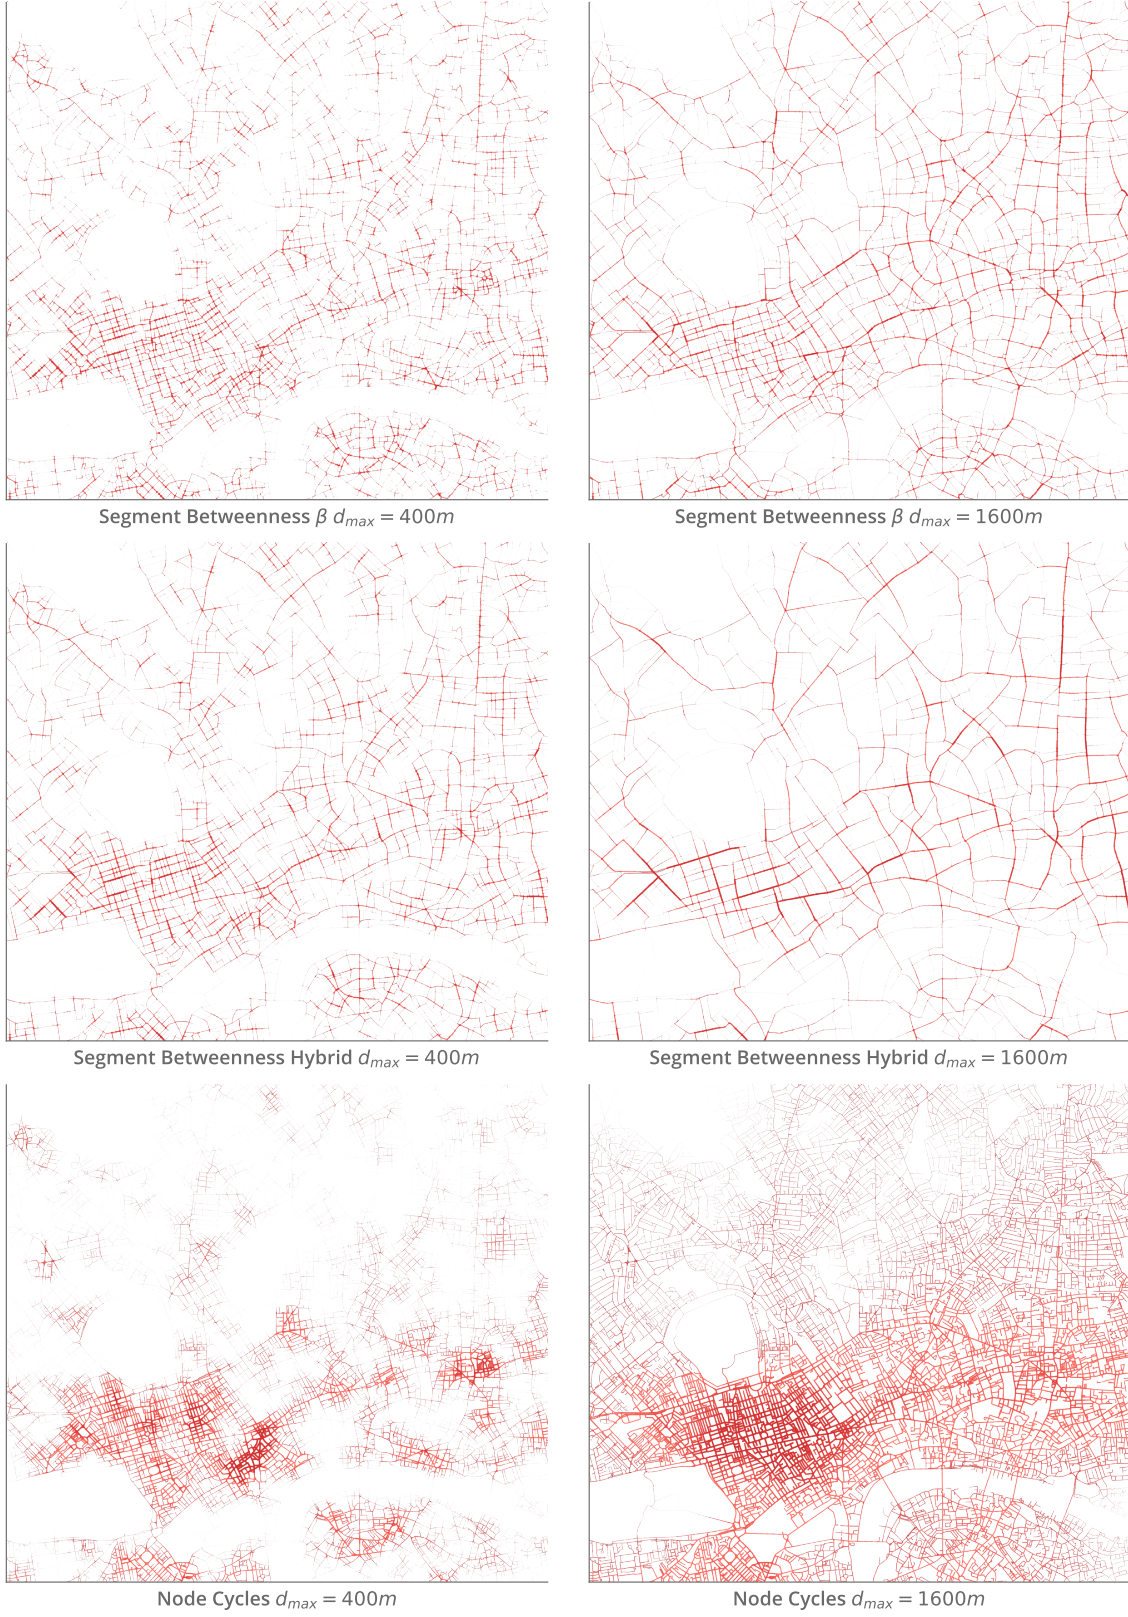 Segment Betweenness β d_max = 400m
Segment Betweenness β d_max = 1600m
Segment Betweenness Hybrid d_max = 400m
Segment Betweenness Hybrid d_max = 1600m
Node Cycles d_max = 400m
Node Cycles d_max = 1600m